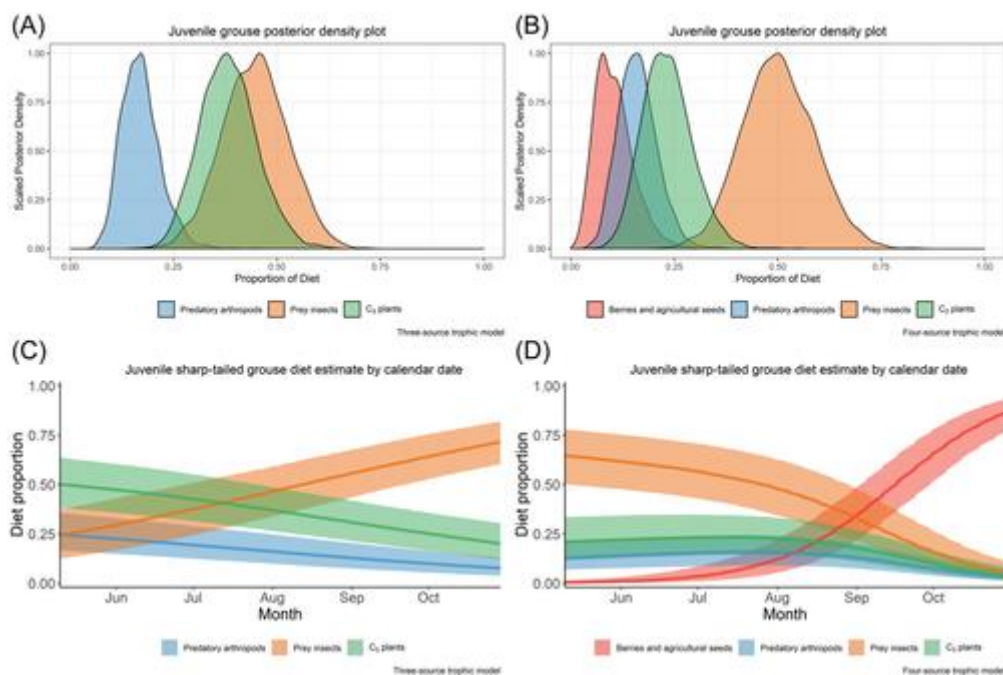 (A)
Juvenile grouse posterior density plot
Scaled Posterior Density
1.00
0.75
0.50
0.25
0.00
0.00 0.25 0.50 0.75 1.00
Proportion of Diet
Predatory arthropods Prey insects C₃ plants
Three-source trophic model
(B)
Juvenile grouse posterior density plot
Scaled Posterior Density
1.00
0.75
0.50
0.25
0.00
0.00 0.25 0.50 0.75 1.00
Proportion of Diet
Berries and agricultural seeds Predatory arthropods Prey insects C₃ plants
Four-source trophic model
(C)
Juvenile sharp-tailed grouse diet estimate by calendar date
Diet proportion
1.00
0.75
0.50
0.25
0.00
Jun Jul Aug Sep Oct
Month
Predatory arthropods Prey insects C₃ plants
Three-source trophic model
(D)
Juvenile sharp-tailed grouse diet estimate by calendar date
Diet proportion
1.00
0.75
0.50
0.25
0.00
Jun Jul Aug Sep Oct
Month
Berries and agricultural seeds Predatory arthropods Prey insects C₃ plants
Four-source trophic model